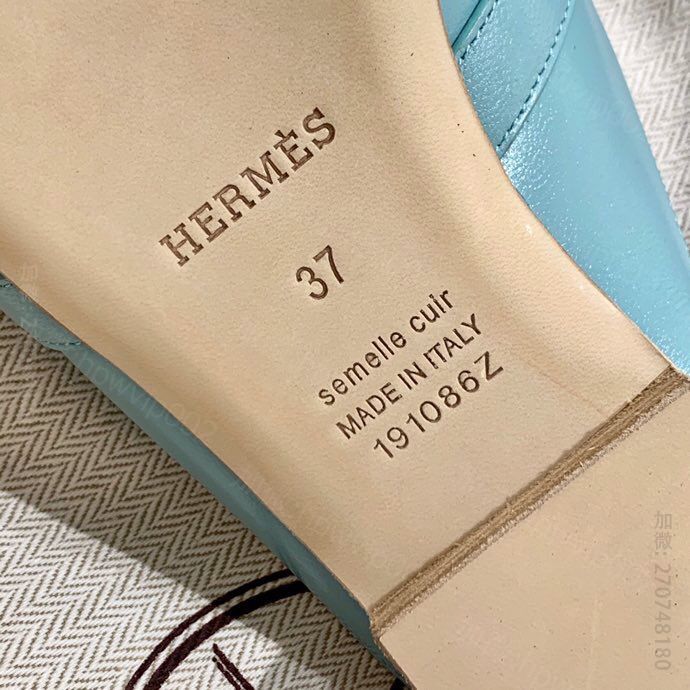 HERMÈS
37
semelle cuir
MADE IN ITALY
191086Z
加微: 270748180